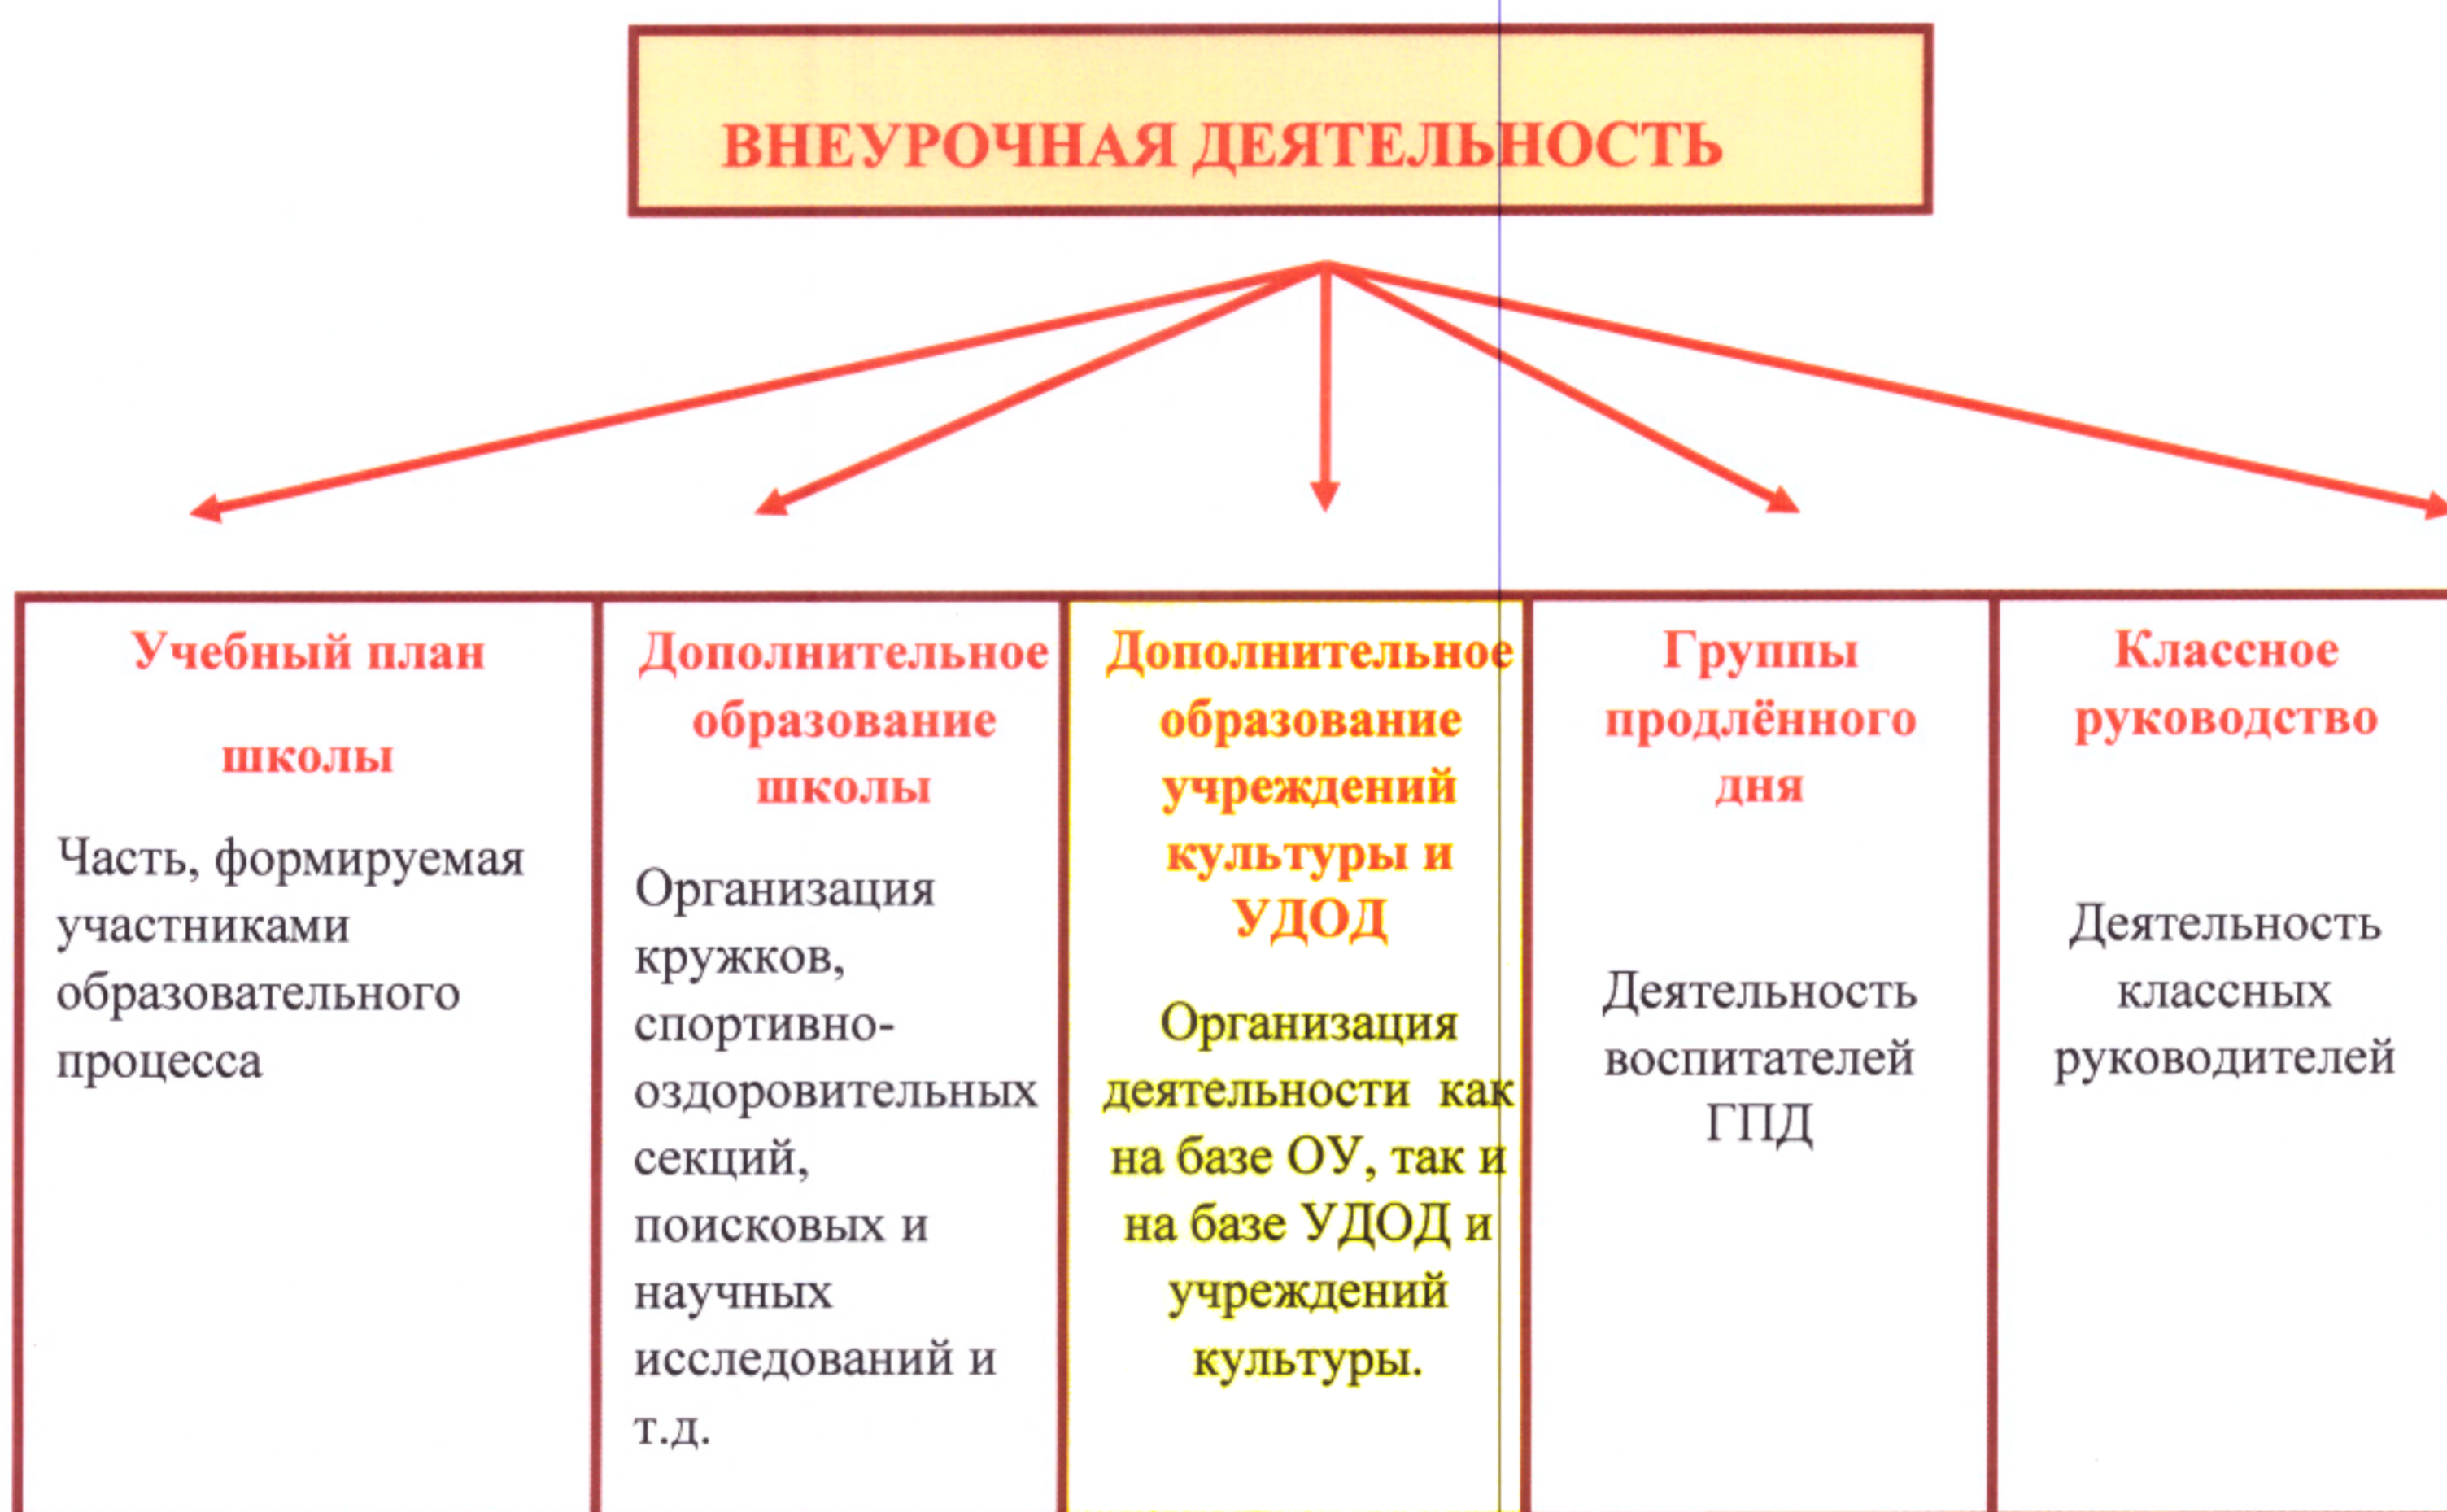 ВНЕУРОЧНАЯ ДЕЯТЕЛЬНОСТЬ
Учебный план
школы
Часть, формируемая
участниками
образовательного
процесса
Дополнительное
образование
школы
Организация
кружков,
спортивно-
оздоровительных
секций,
поисковых и
научных
исследований и
т.д.
Дополнительное
образование
учреждений
культуры и
УДОД
Организация
деятельности как
на базе ОУ, так и
на базе УДОД и
учреждений
культуры.
Группы
продлённого
дня
Деятельность
воспитателей
ГПД
Классное
руководство
Деятельность
классных
руководителей